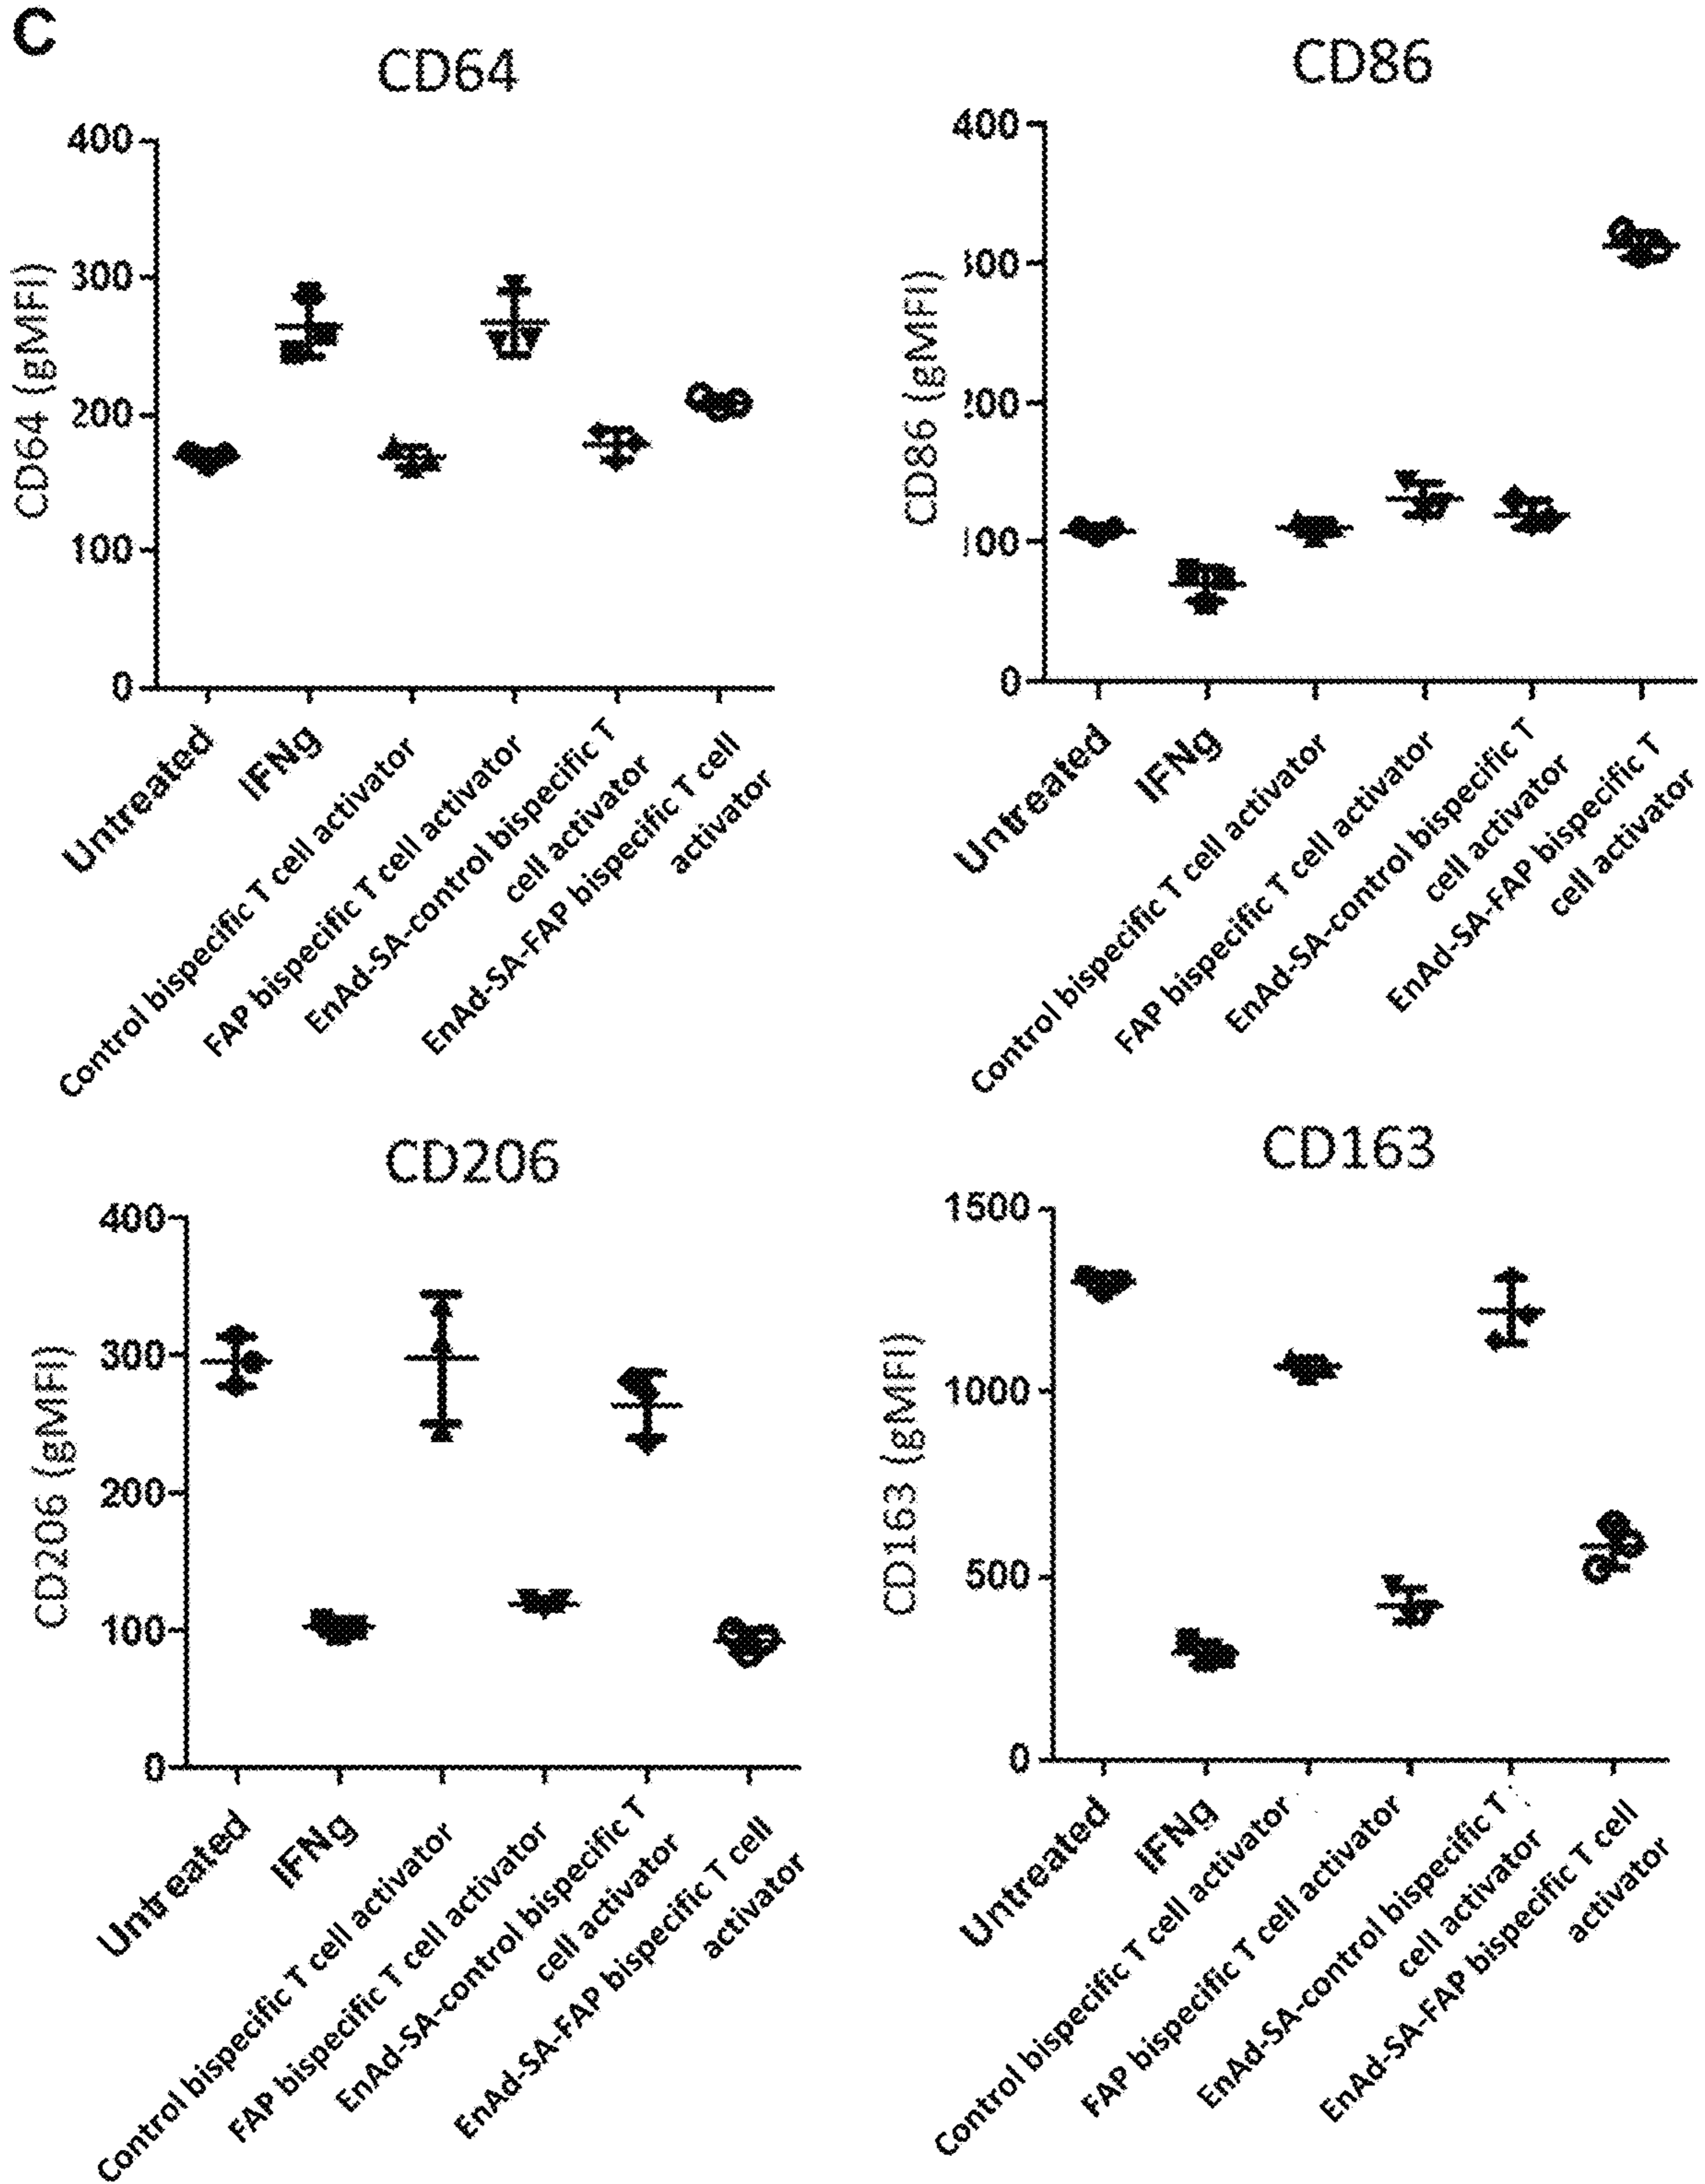 C
CD64
CD64 (gMFI)
400
300
200
100
0
Untreated
IFNg
Control bispecific T cell activator
FAP bispecific T cell activator
EnAd-SA-control bispecific T
cell activator
EnAd-SA-FAP bispecific T cell
activator
CD86
CD86 (gMFI)
400
300
200
100
0
Untreated
IFNg
Control bispecific T cell activator
FAP bispecific T cell activator
EnAd-SA-control bispecific T
cell activator
EnAd-SA-FAP bispecific T
cell activator
CD206
CD206 (gMFI)
400
300
200
100
0
Untreated
IFNg
Control bispecific T cell activator
FAP bispecific T cell activator
EnAd-SA-control bispecific T
cell activator
EnAd-SA-FAP bispecific T cell
activator
CD163
CD163 (gMFI)
1500
1000
500
0
Untreated
IFNg
Control bispecific T cell activator
FAP bispecific T cell activator
EnAd-SA-control bispecific T
cell activator
EnAd-SA-FAP bispecific T cell
activator